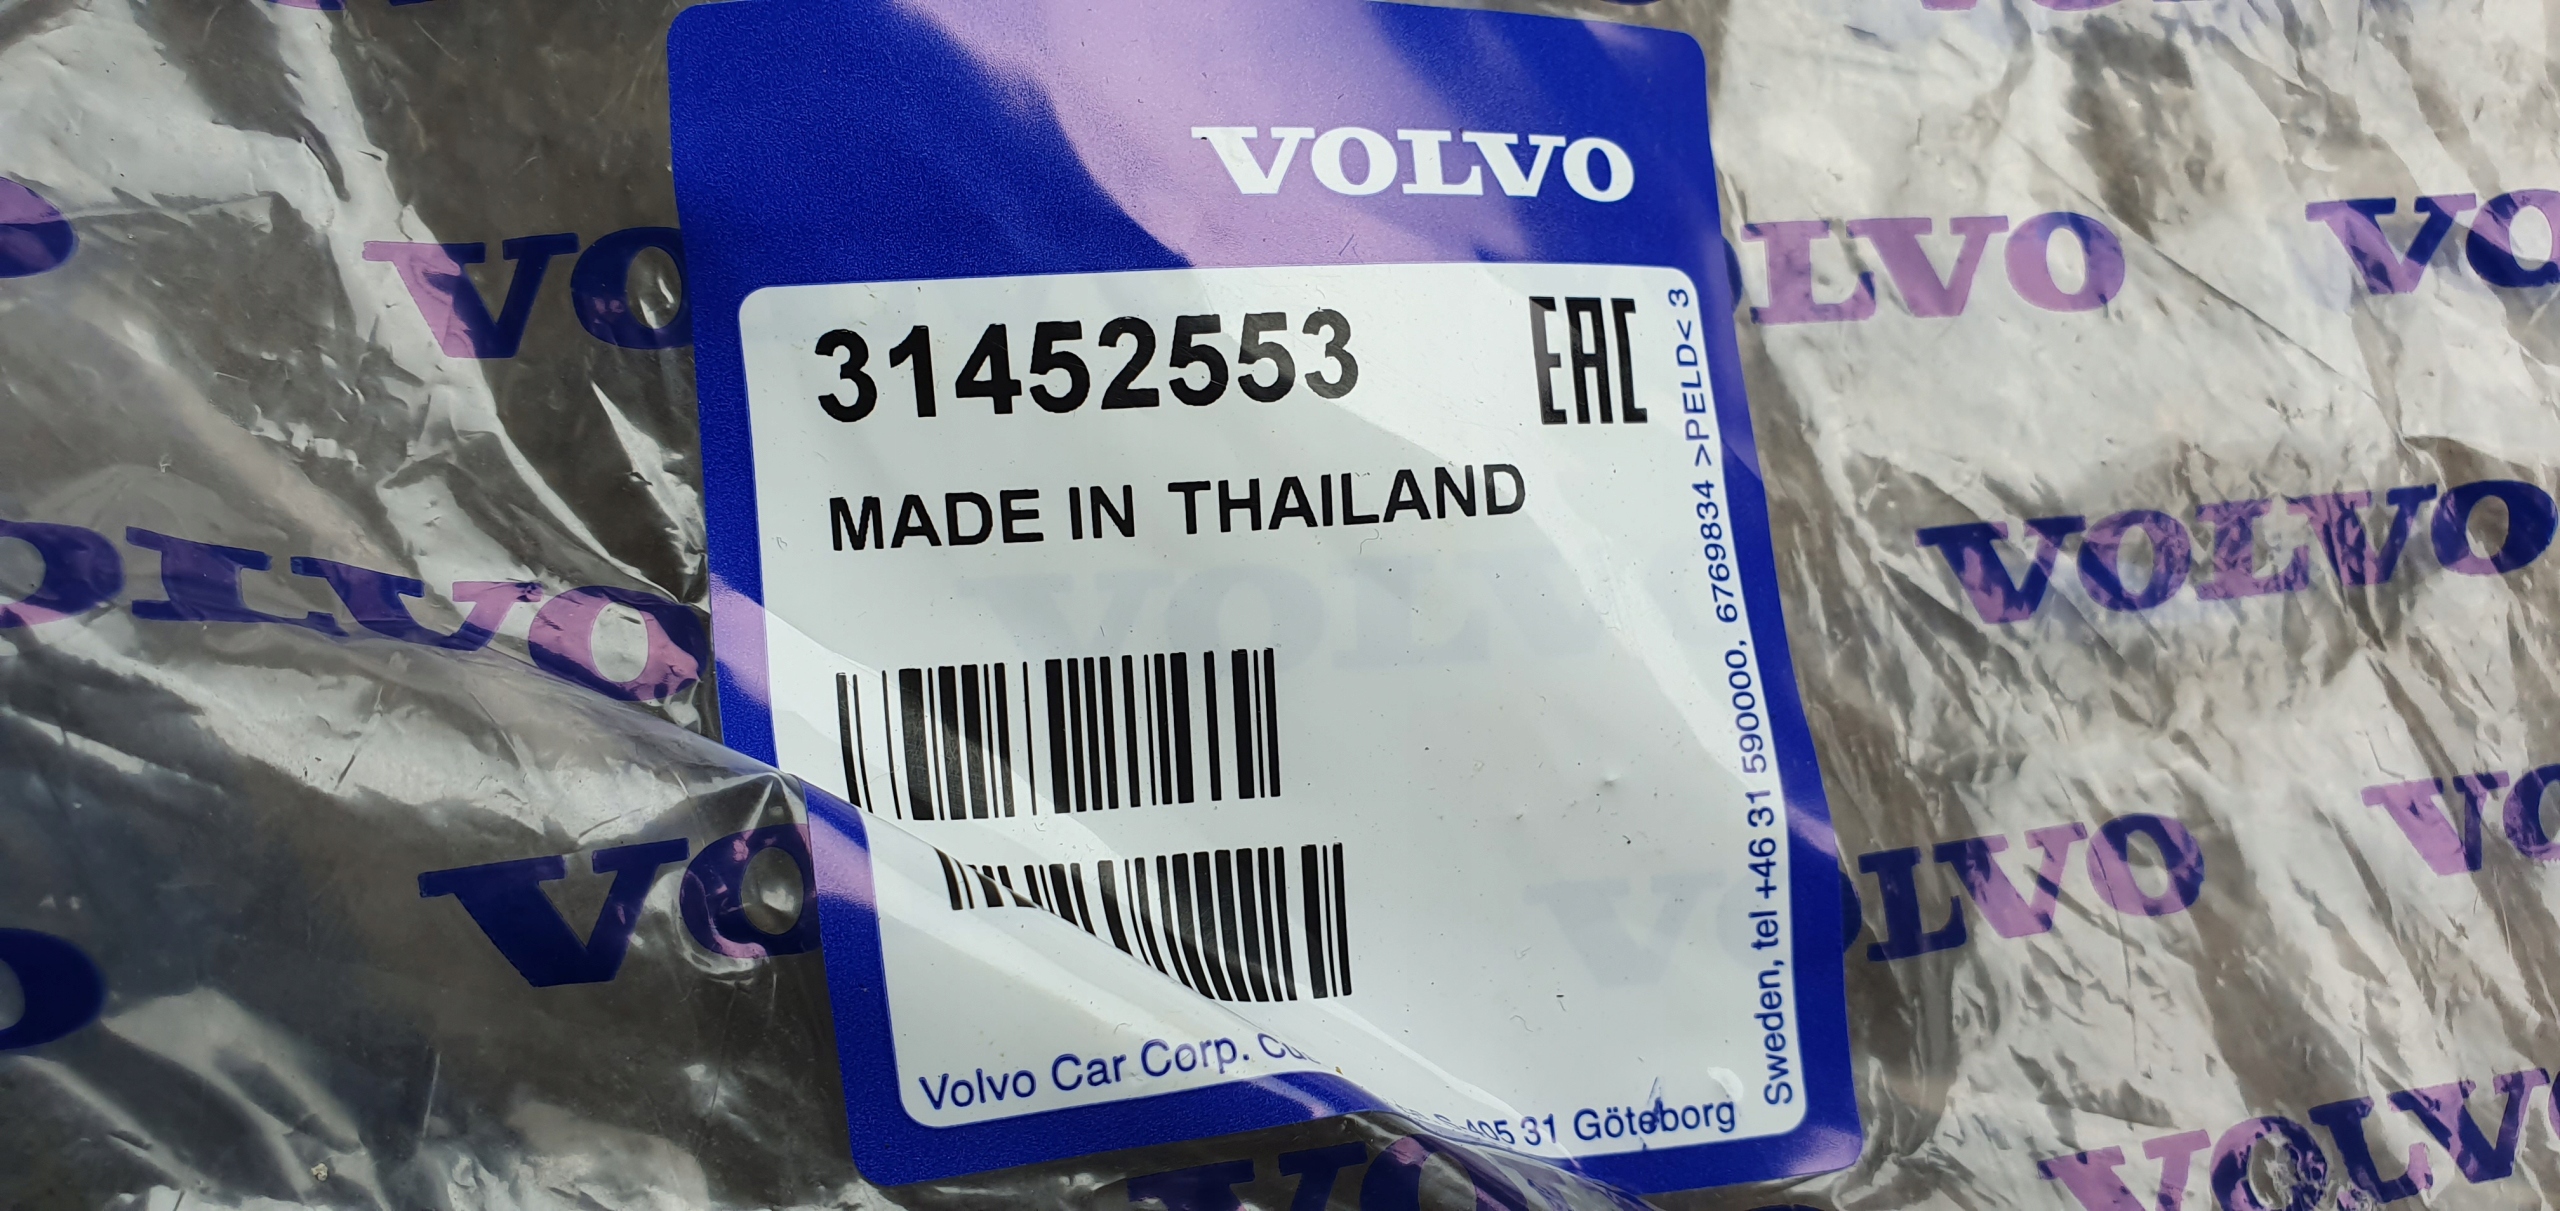 VOLVO
31452553
EAC
MADE IN THAILAND
Volvo Car Corp.
405 31 Göteborg
Sweden, tel +46 31 590000, 6769834 >PELD< 3
VOLVO
VOLVO
VOLVO